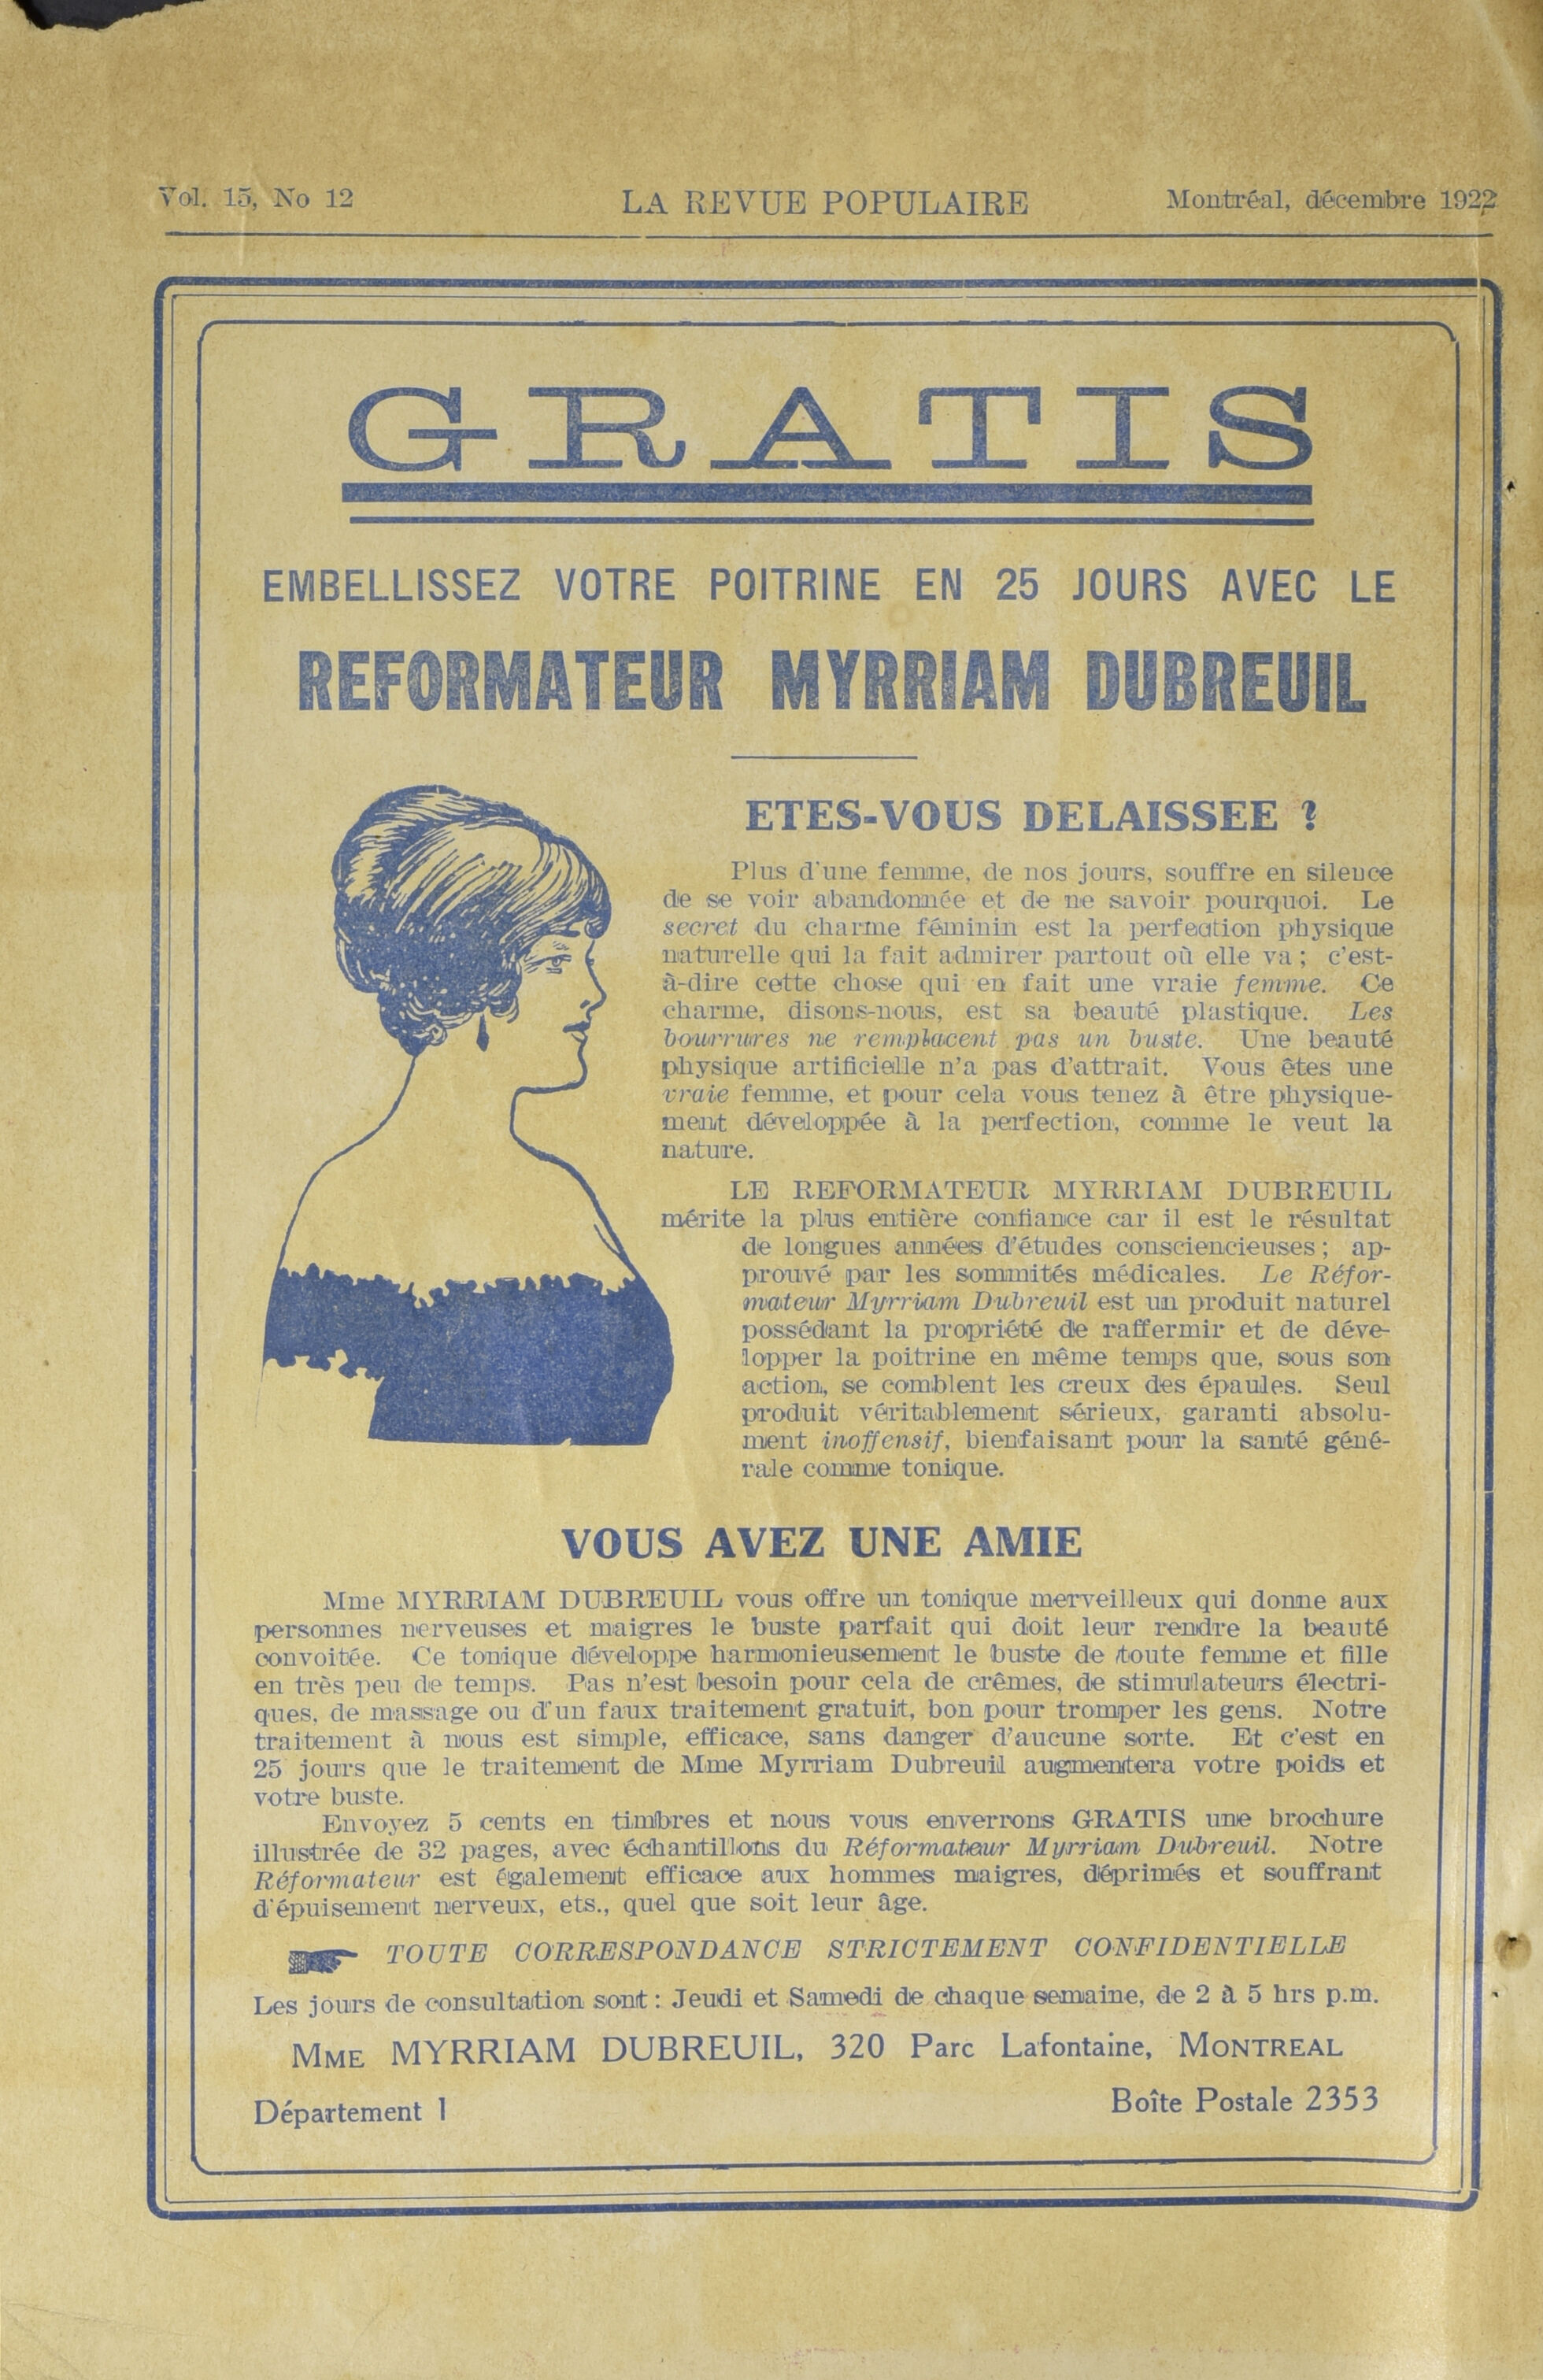 Vol. 15, No 12
LA REVUE POPULAIRE
Montréal, décembre 1922
GRATIS
EMBELLISSEZ VOTRE POITRINE EN 25 JOURS AVEC LE
REFORMATEUR MYRRIAM DUBREUIL
ETES-VOUS DELAISSEE ?
Plus d'une femme, de nos jours, souffre en silence
de se voir abandonnée et de ne savoir pourquoi. Le
secret du charme féminin est la perfection physique
naturelle qui la fait admirer partout où elle va; c'est-
à-dire cette chose qui en fait une vraie femme. Ce
charme, disons-nous, est sa beauté plastique. Les
bourrures ne remplacent pas un buste. Une beauté
physique artificielle n'a pas d'attrait. Vous êtes une
vraie femme, et pour cela vous tenez à être physique-
ment développée à la perfection, comme le veut la
nature.
LE REFORMATEUR MYRRIAM DUBREUIL
mérite la plus entière confiance car il est le résultat
de longues années d'études consciencieuses; ap-
prouvé par les sommités médicales. Le Réfor-
mateur Myrriam Dubreuil est un produit naturel
possédant la propriété de raffermir et de déve-
lopper la poitrine en même temps que, sous son
action, se comblent les creux des épaules. Seul
produit véritablement sérieux, garanti absolu-
ment inoffensif, bienfaisant pour la santé géné-
rale comme tonique.
VOUS AVEZ UNE AMIE
Mme MYRRIAM DUBREUIL vous offre un tonique merveilleux qui donne aux
personnes nerveuses et maigres le buste parfait qui doit leur rendre la beauté
convoitée. Ce tonique développe harmonieusement le buste de toute femme et fille
en très peu de temps. Pas n'est besoin pour cela de crêmes, de stimulateurs électri-
ques, de massage ou d'un faux traitement gratuit, bon pour tromper les gens. Notre
traitement à nous est simple, efficace, sans danger d'aucune sorte. Et c'est en
25 jours que le traitement de Mme Myrriam Dubreuil augmentera votre poids et
votre buste.
Envoyez 5 cents en timbres et nous vous enverrons GRATIS une brochure
illustrée de 32 pages, avec échantillons du Réformateur Myrriam Dubreuil. Notre
Réformateur est également efficace aux hommes maigres, déprimés et souffrant
d'épuisement nerveux, ets., quel que soit leur âge.
TOUTE CORRESPONDANCE STRICTEMENT CONFIDENTIELLE
Les jours de consultation sont: Jeudi et Samedi de chaque semaine, de 2 à 5 hrs p.m.
MME MYRRIAM DUBREUIL, 320 Parc Lafontaine, MONTREAL
Département 1
Boîte Postale 2353